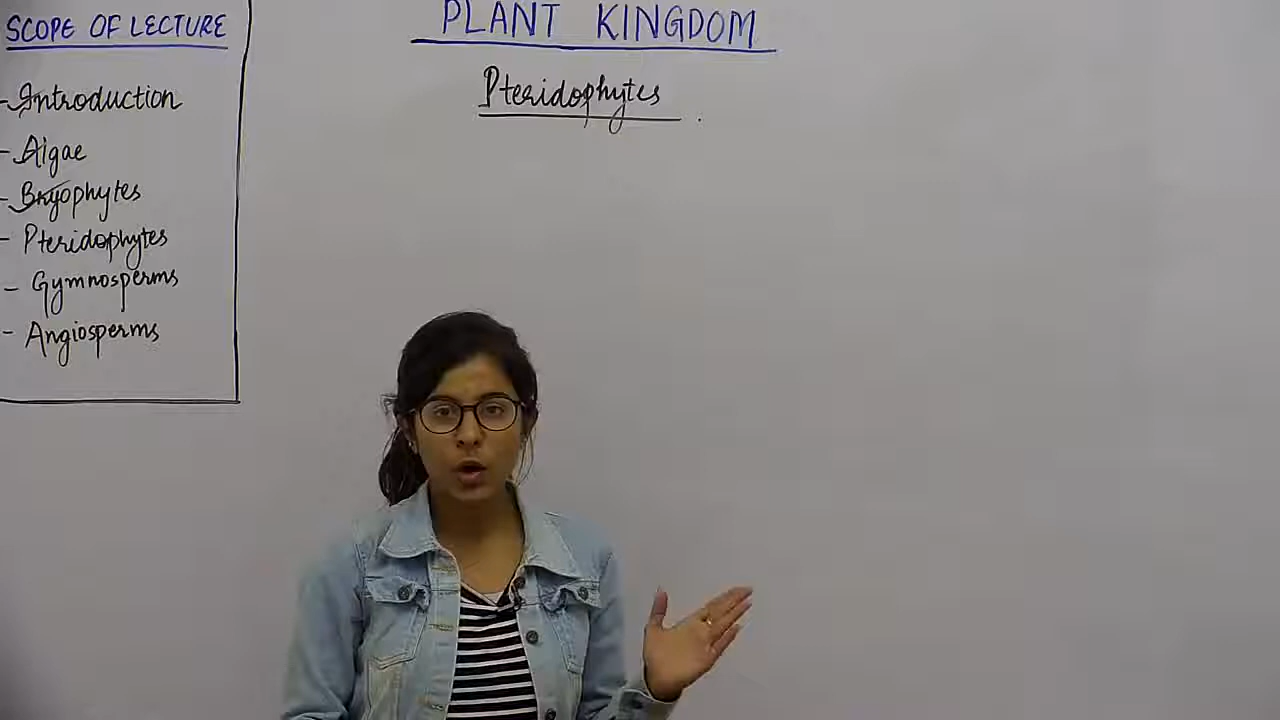 SCOPE OF LECTURE
- Introduction
- Algae
- Bryophytes
- Pteridophytes
- Gymnosperms
- Angiosperms
PLANT KINGDOM
Pteridophytes